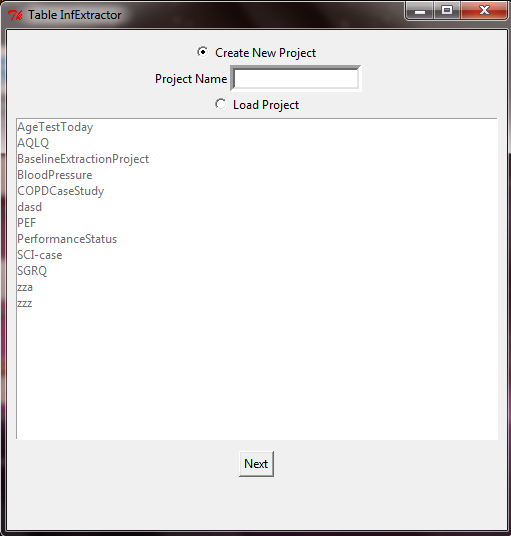 Table InfExtractor
Create New Project
Project Name
Load Project
AgeTestToday
AQLQ
BaselineExtractionProject
BloodPressure
COPDCaseStudy
dasd
PEF
PerformanceStatus
SCI-case
SGRQ
zza
zzz
Next